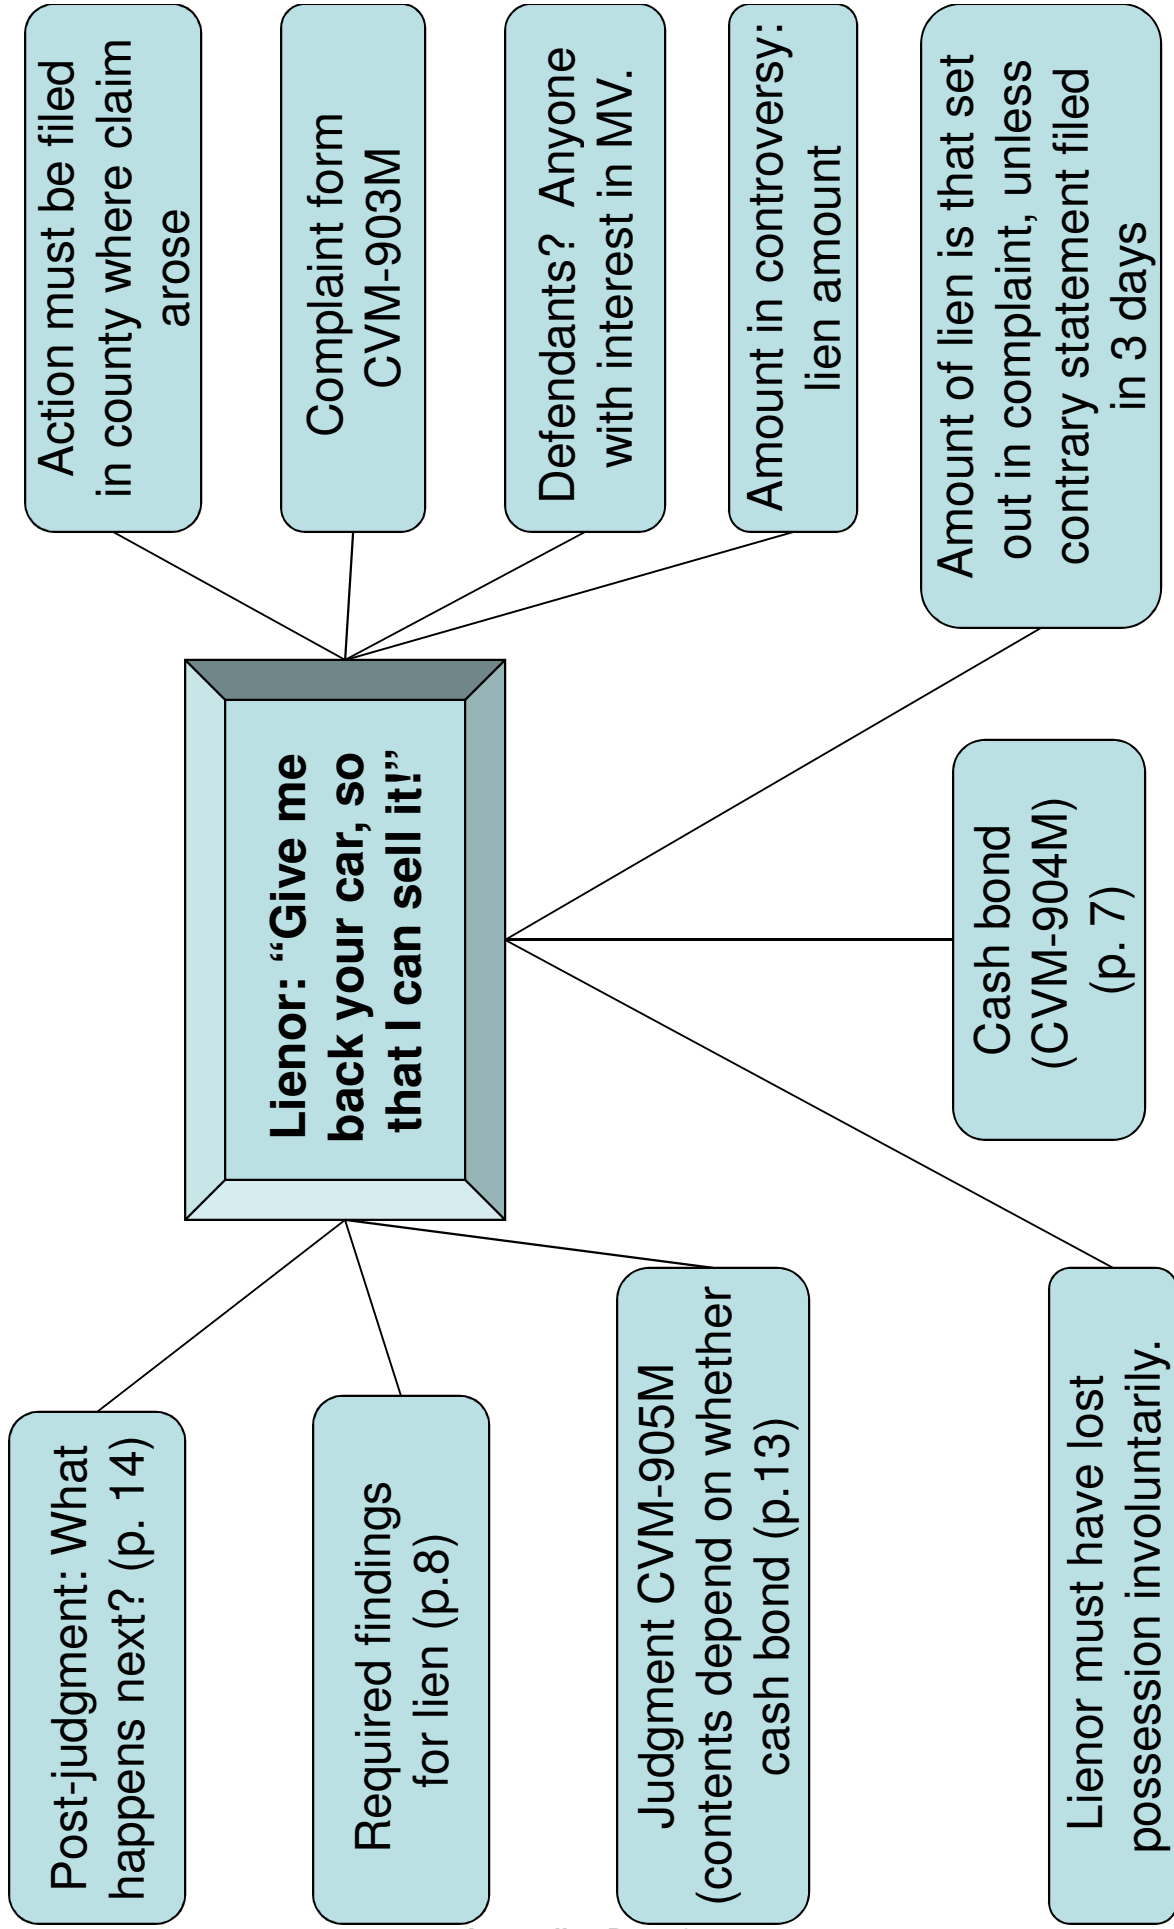 Post-judgment: What
happens next? (p. 14)
Required findings
for lien (p.8)
Judgment CVM-905M
(contents depend on whether
cash bond (p.13)
Lienor must have lost
possession involuntarily.
Lienor: “Give me
back your car, so
that I can sell it!”
Cash bond
(CVM-904M)
(p. 7)
Action must be filed
in county where claim
arose
Complaint form
CVM-903M
Defendants? Anyone
with interest in MV.
Amount in controversy:
lien amount
Amount of lien is that set
out in complaint, unless
contrary statement filed
in 3 days